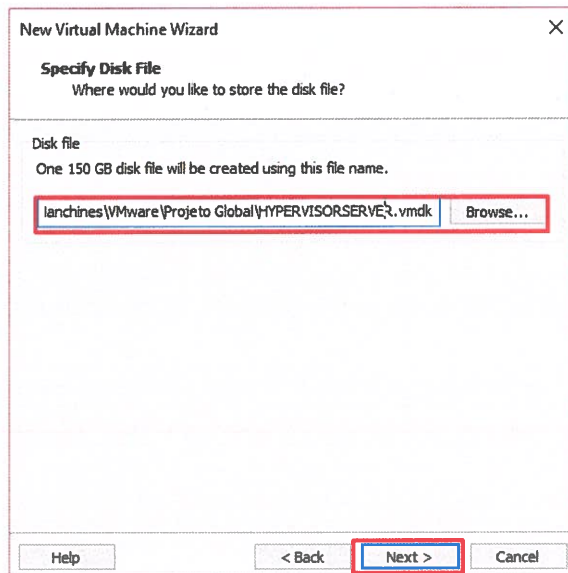 New Virtual Machine Wizard
Specify Disk File
Where would you like to store the disk file?
Disk file
One 150 GB disk file will be created using this file name.
lanchines\VMware\Projeto Global\HYPERVISORSERVER.vmdk Browse...
Help < Back Next > Cancel